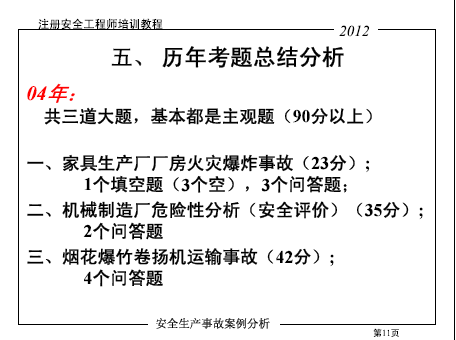 注册安全工程师培训教程
2012
五、 历年考题总结分析
04年：
共三道大题，基本都是主观题（90分以上）
一、家具生产厂厂房火灾爆炸事故（23分）；
1个填空题（3个空），3个问答题；
二、机械制造厂危险性分析（安全评价）（35分）；
2个问答题
三、烟花爆竹卷扬机运输事故（42分）；
4个问答题
安全生产事故案例分析
第11页